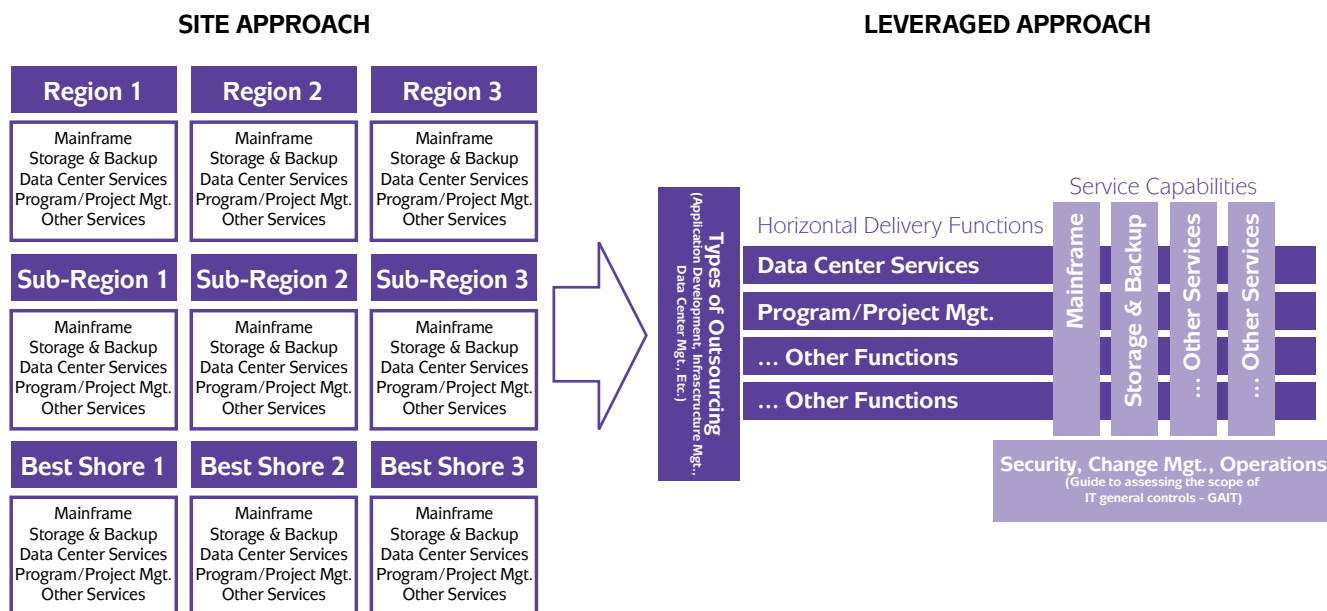 SITE APPROACH
Region 1
Mainframe
Storage & Backup
Data Center Services
Program/Project Mgt.
Other Services
Region 2
Mainframe
Storage & Backup
Data Center Services
Program/Project Mgt.
Other Services
Region 3
Mainframe
Storage & Backup
Data Center Services
Program/Project Mgt.
Other Services
Sub-Region 1
Mainframe
Storage & Backup
Data Center Services
Program/Project Mgt.
Other Services
Sub-Region 2
Mainframe
Storage & Backup
Data Center Services
Program/Project Mgt.
Other Services
Sub-Region 3
Mainframe
Storage & Backup
Data Center Services
Program/Project Mgt.
Other Services
Best Shore 1
Mainframe
Storage & Backup
Data Center Services
Program/Project Mgt.
Other Services
Best Shore 2
Mainframe
Storage & Backup
Data Center Services
Program/Project Mgt.
Other Services
Best Shore 3
Mainframe
Storage & Backup
Data Center Services
Program/Project Mgt.
Other Services
LEVERAGED APPROACH
Types of Outsourcing
(Application Development, Infrasctructure Mgt.,
Data Center Mgt., Etc.)
Horizontal Delivery Functions
Data Center Services
Program/Project Mgt.
... Other Functions
... Other Functions
Service Capabilities
Mainframe
Storage & Backup
... Other Services
... Other Services
Security, Change Mgt., Operations
(Guide to assessing the scope of
IT general controls - GAIT)